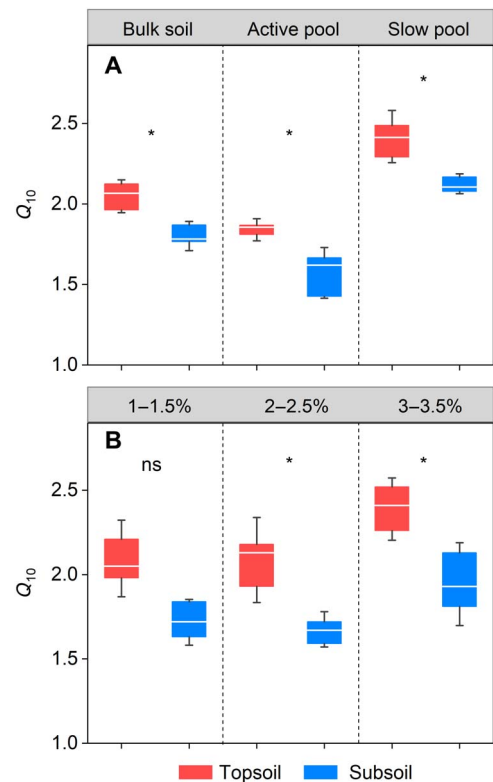 Bulk soil Active pool Slow pool
A
* * *
2.5
2.0
1.5
1.0
Q10
1–1.5% 2–2.5% 3–3.5%
B
ns * *
2.5
2.0
1.5
1.0
Q10
Topsoil Subsoil